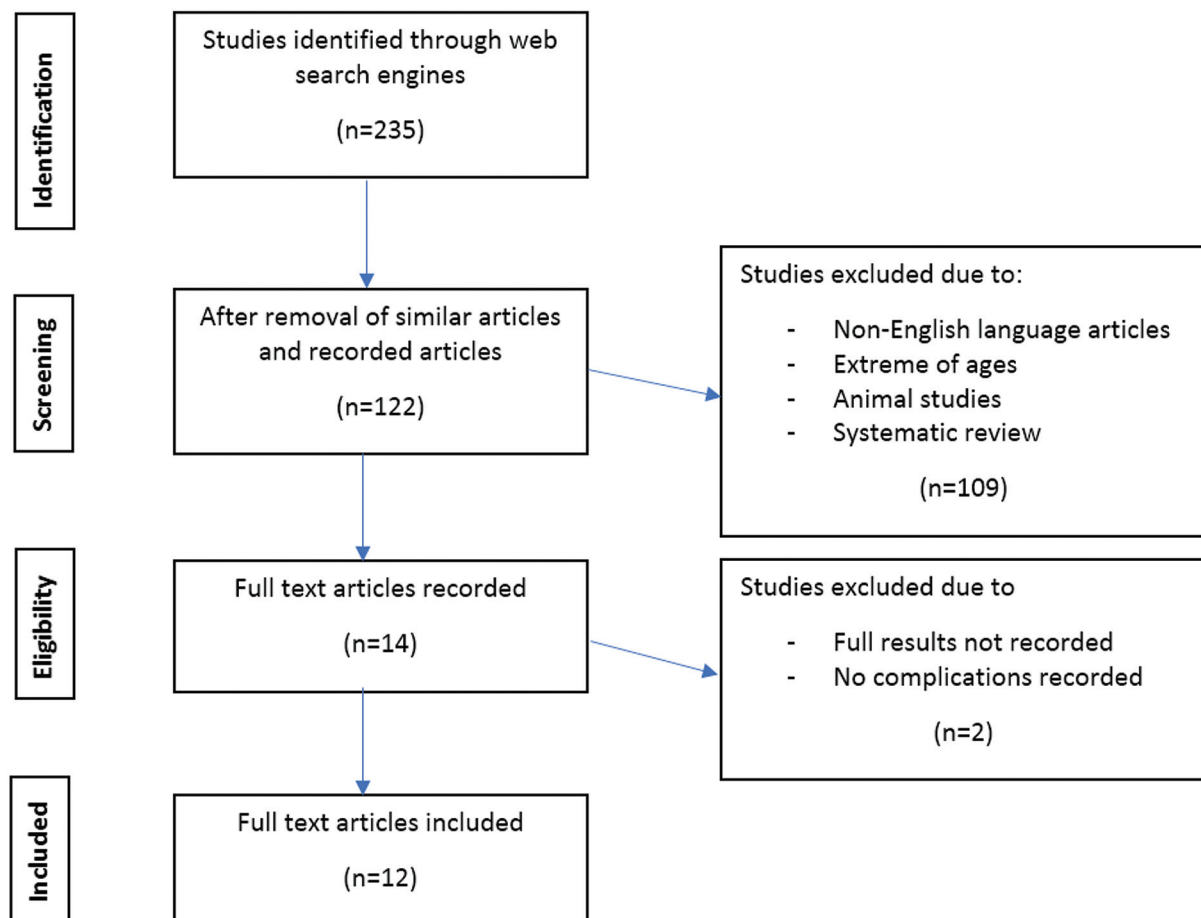 Identification
Studies identified through web
search engines
(n=235)
Screening
After removal of similar articles
and recorded articles
(n=122)
Studies excluded due to:
- Non-English language articles
- Extreme of ages
- Animal studies
- Systematic review
(n=109)
Eligibility
Full text articles recorded
(n=14)
Studies excluded due to
- Full results not recorded
- No complications recorded
(n=2)
Included
Full text articles included
(n=12)